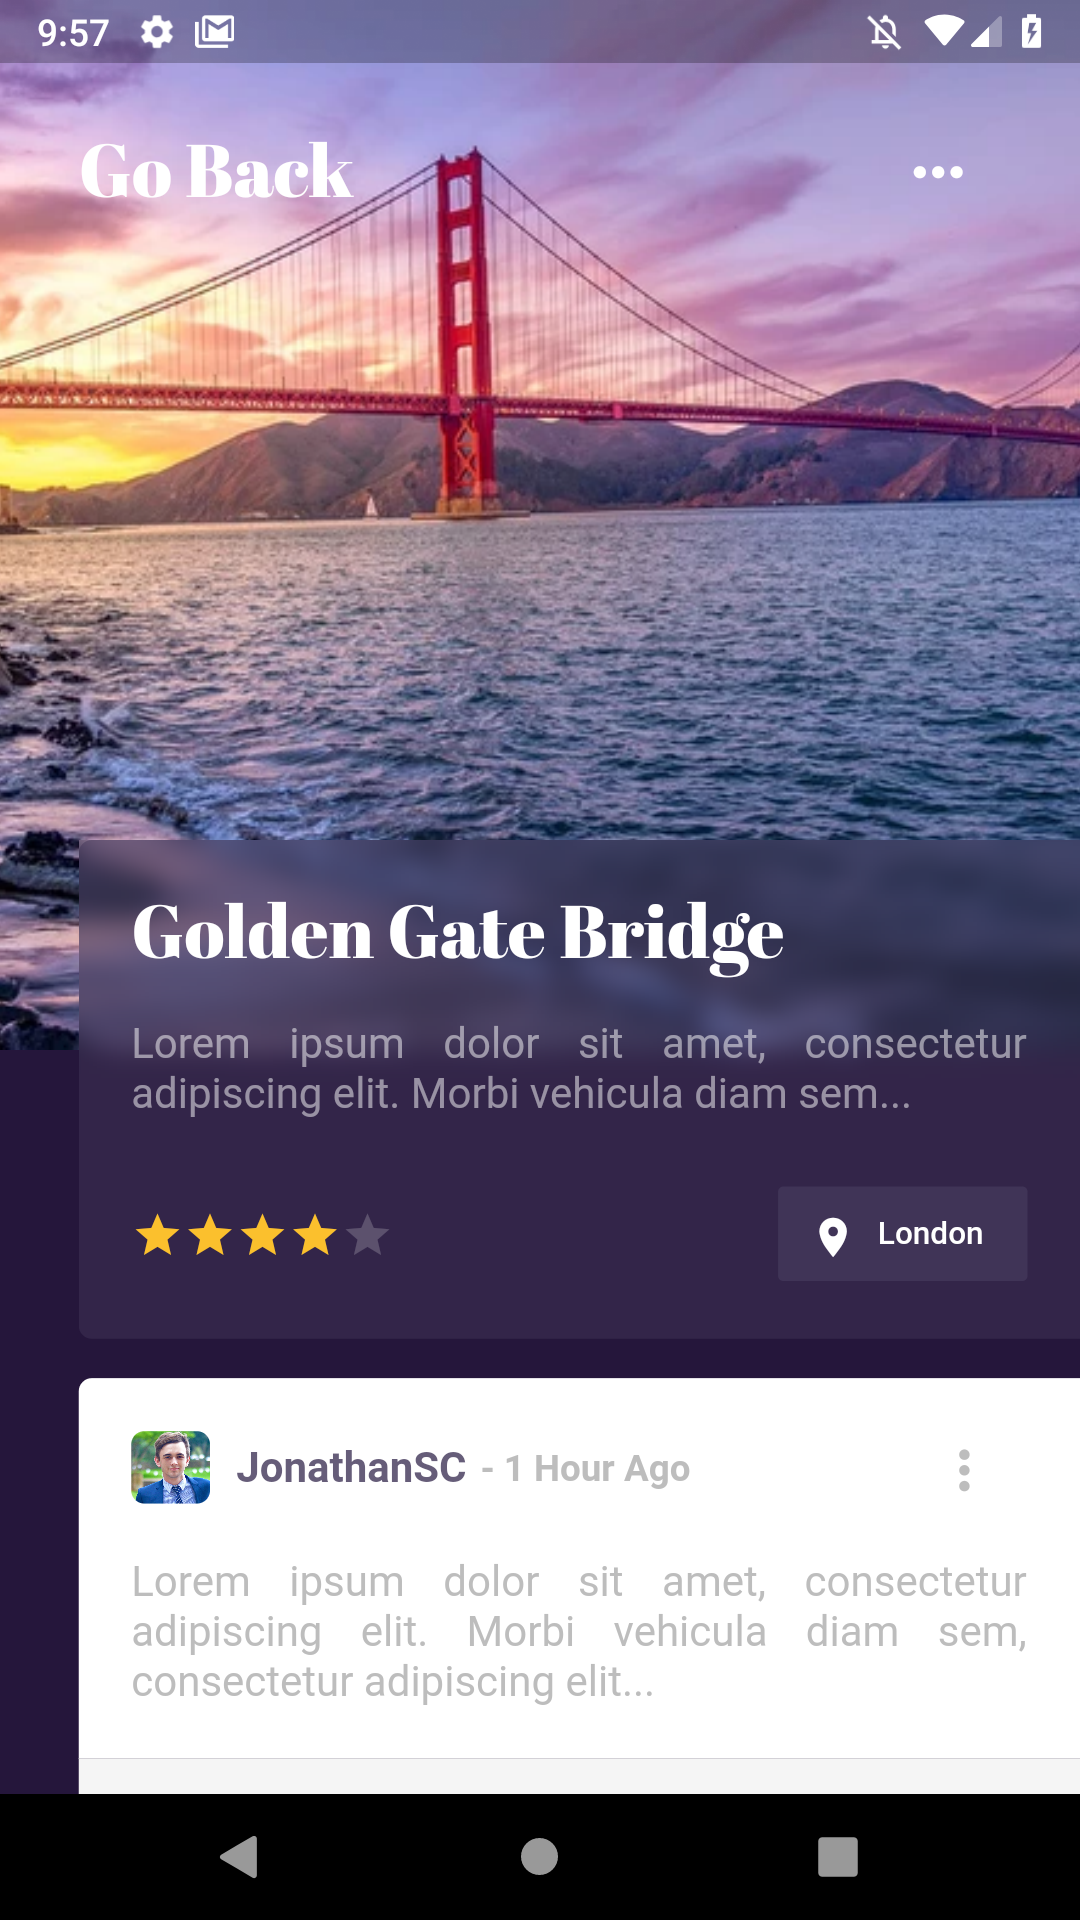 9:57
Go Back
Golden Gate Bridge
Lorem ipsum dolor sit amet, consectetur
adipiscing elit. Morbi vehicula diam sem...
London
JonathanSC - 1 Hour Ago
Lorem ipsum dolor sit amet, consectetur
adipiscing elit. Morbi vehicula diam sem,
consectetur adipiscing elit...